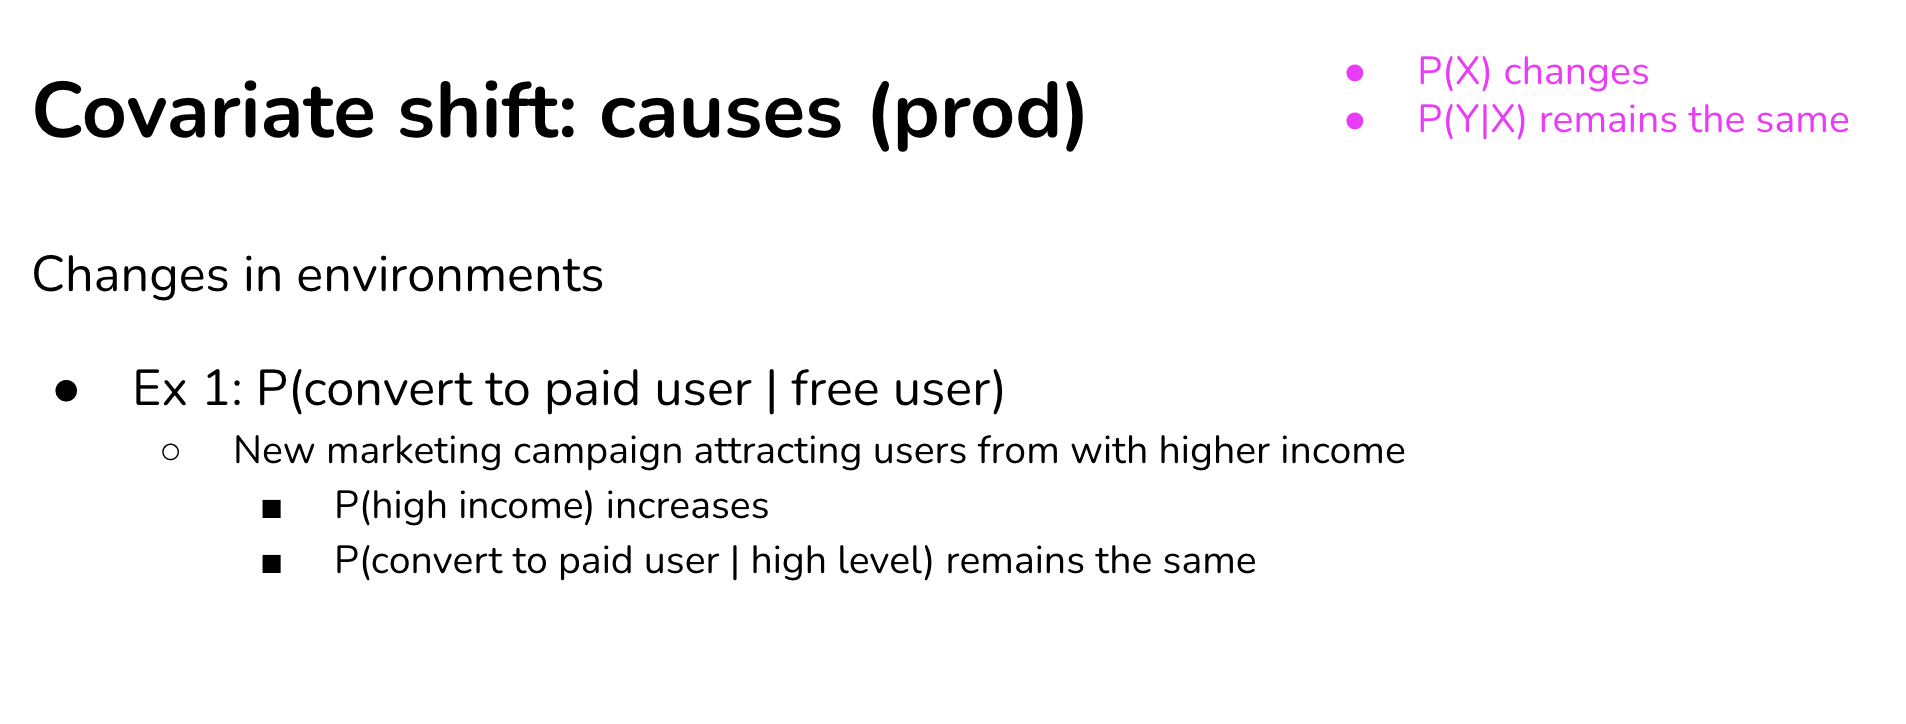 Covariate shift: causes (prod)
● P(X) changes
● P(Y|X) remains the same
Changes in environments
● Ex 1: P(convert to paid user | free user)
○ New marketing campaign attracting users from with higher income
■ P(high income) increases
■ P(convert to paid user | high level) remains the same